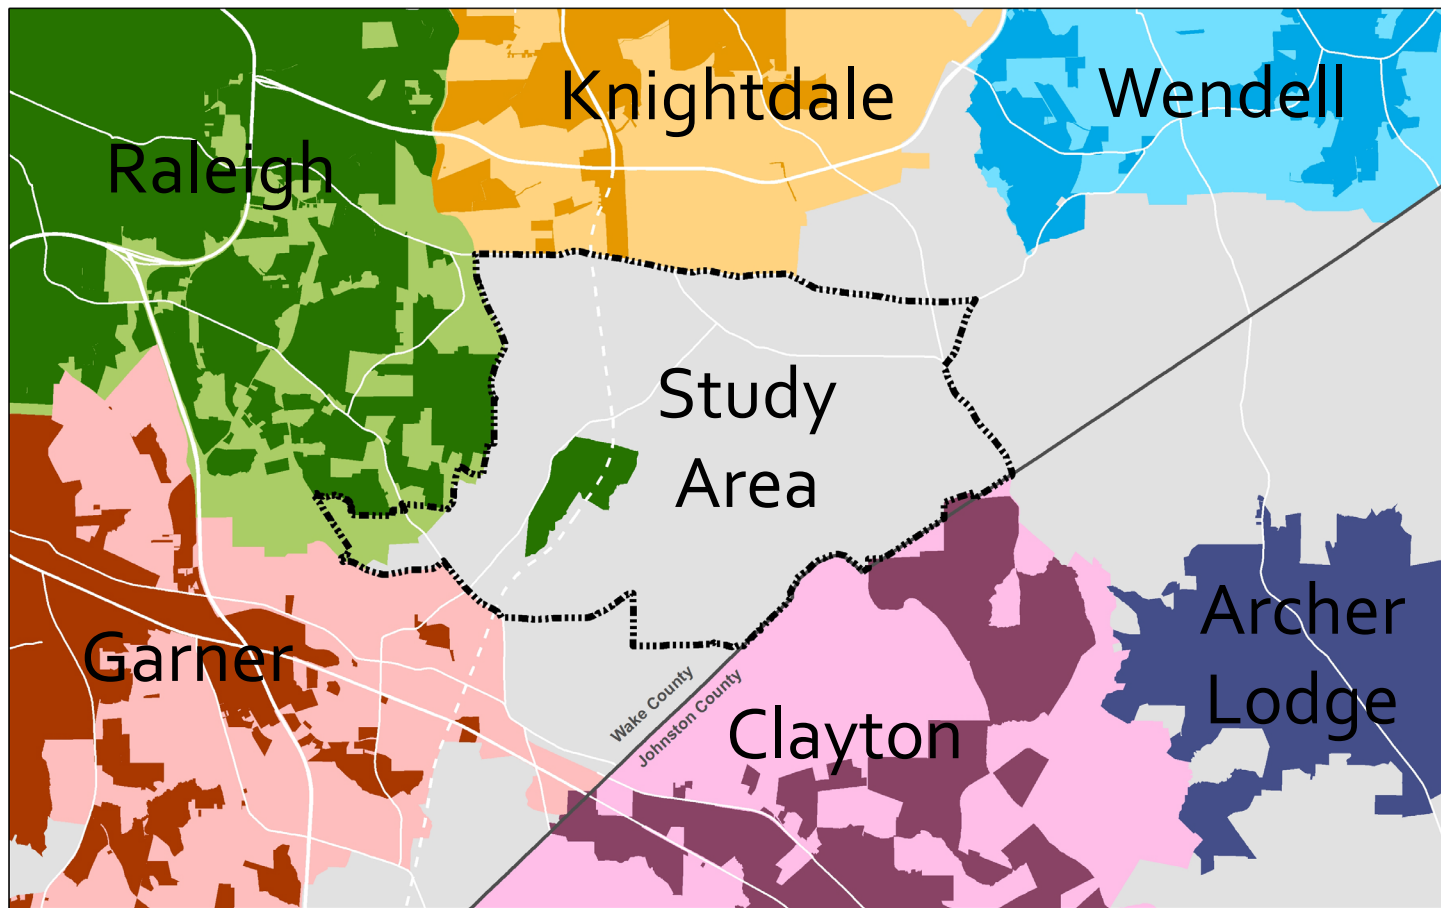 Knightdale
Wendell
Raleigh
Study
Area
Archer
Lodge
Garner
Wake County
Johnston County
Clayton